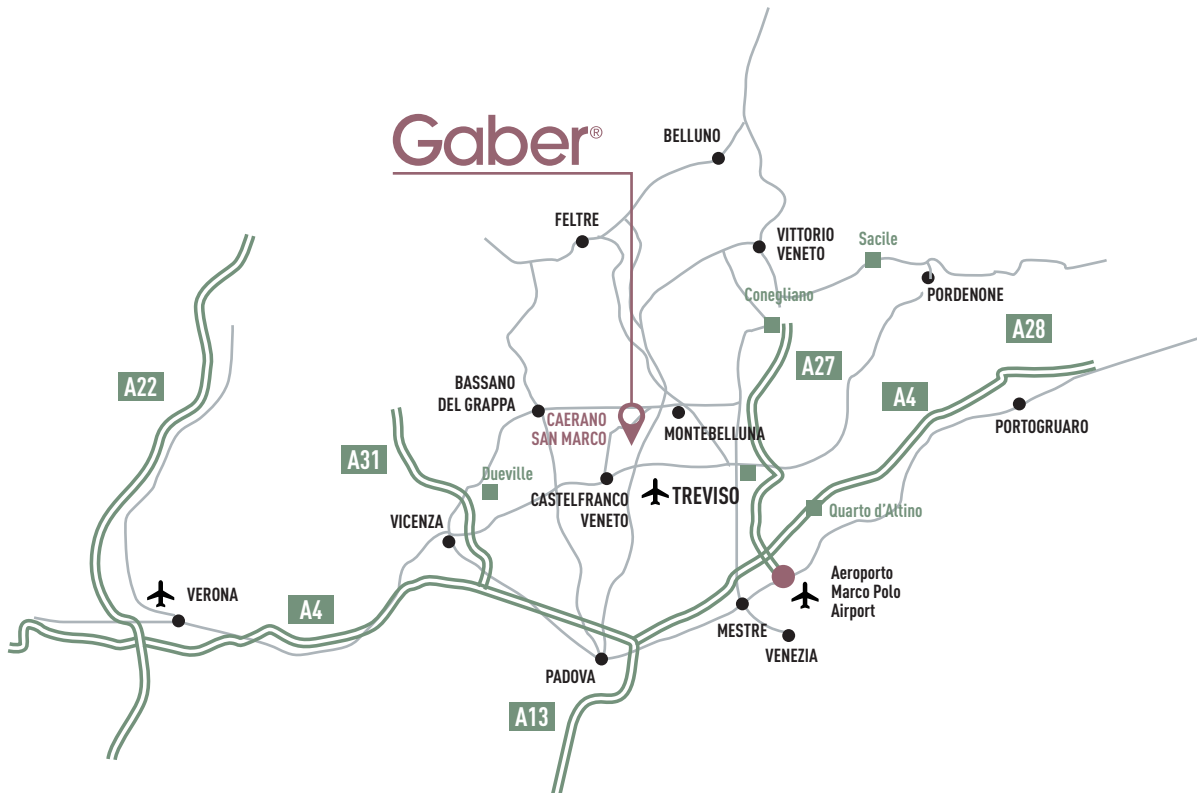 Gaber®
BELLUNO
FELTRE
VITTORIO
VENETO
Sacile
Conegliano
PORDENONE
A28
A27
A22
A4
BASSANO
DEL GRAPPA
CAERANO
SAN MARCO
MONTEBELLUNA
PORTOGRUARO
A31
Dueville
CASTELFRANCO
VENETO
TREVISO
Quarto d'Altino
VICENZA
Aeroporto
Marco Polo
Airport
VERONA
A4
MESTRE
VENEZIA
PADOVA
A13